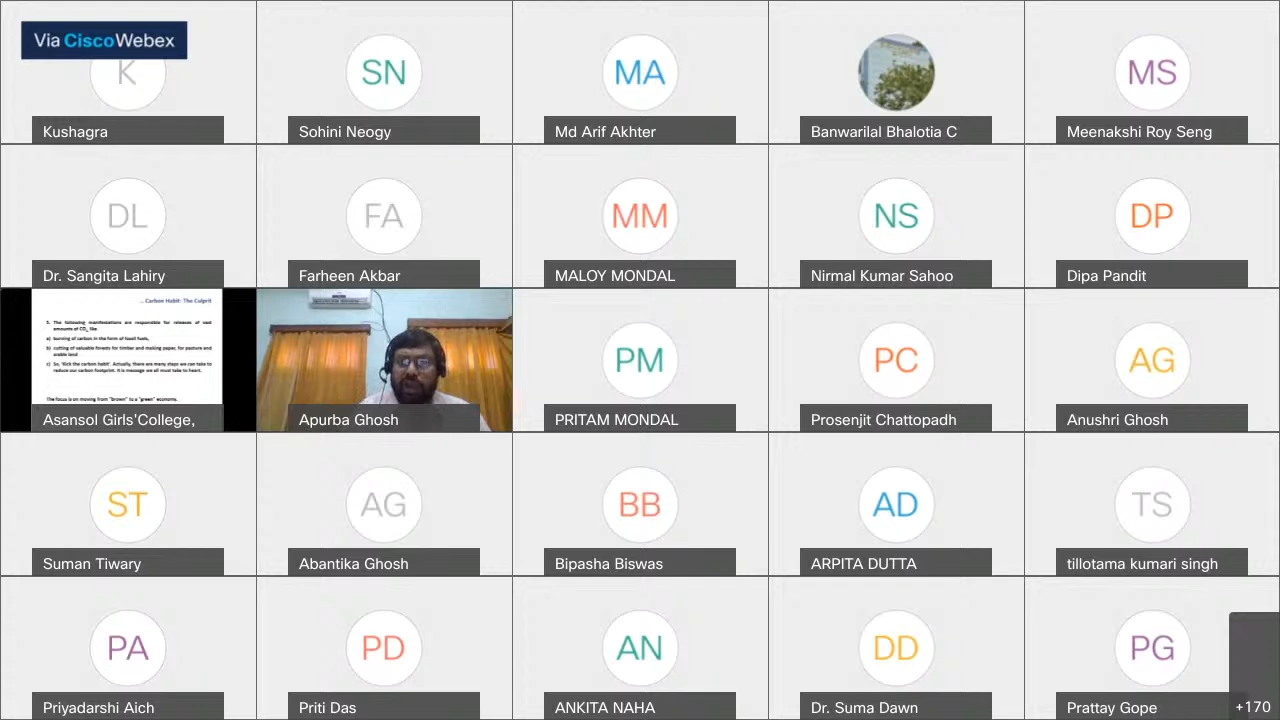 Via CiscoWebex
K
SN
MA
MS
Kushagra
Sohini Neogy
Md Arif Akhter
Banwarilal Bhalotia C
Meenakshi Roy Seng
DL
FA
MM
NS
DP
Dr. Sangita Lahiry
Farheen Akbar
MALOY MONDAL
Nirmal Kumar Sahoo
Dipa Pandit
... Carbon Habit: The Culprit
5. The following manifestations are responsible for releases of vast
amounts of CO2 like
a) burning of carbon in the form of fossil fuels,
b) cutting of valuable forests for timber and making paper, for pasture and
arable land
c) So, 'Kick the carbon habit'. Actually, there are many steps we can take to
reduce our carbon footprint. It is message we all must take to heart.
The focus is on moving from "brown" to a "green" economy.
PM
PC
AG
Asansol Girls'College,
Apurba Ghosh
PRITAM MONDAL
Prosenjit Chattopadh
Anushri Ghosh
ST
AG
BB
AD
TS
Suman Tiwary
Abantika Ghosh
Bipasha Biswas
ARPITA DUTTA
tillotama kumari singh
PA
PD
AN
DD
PG
Priyadarshi Aich
Priti Das
ANKITA NAHA
Dr. Suma Dawn
Prattay Gope
+170